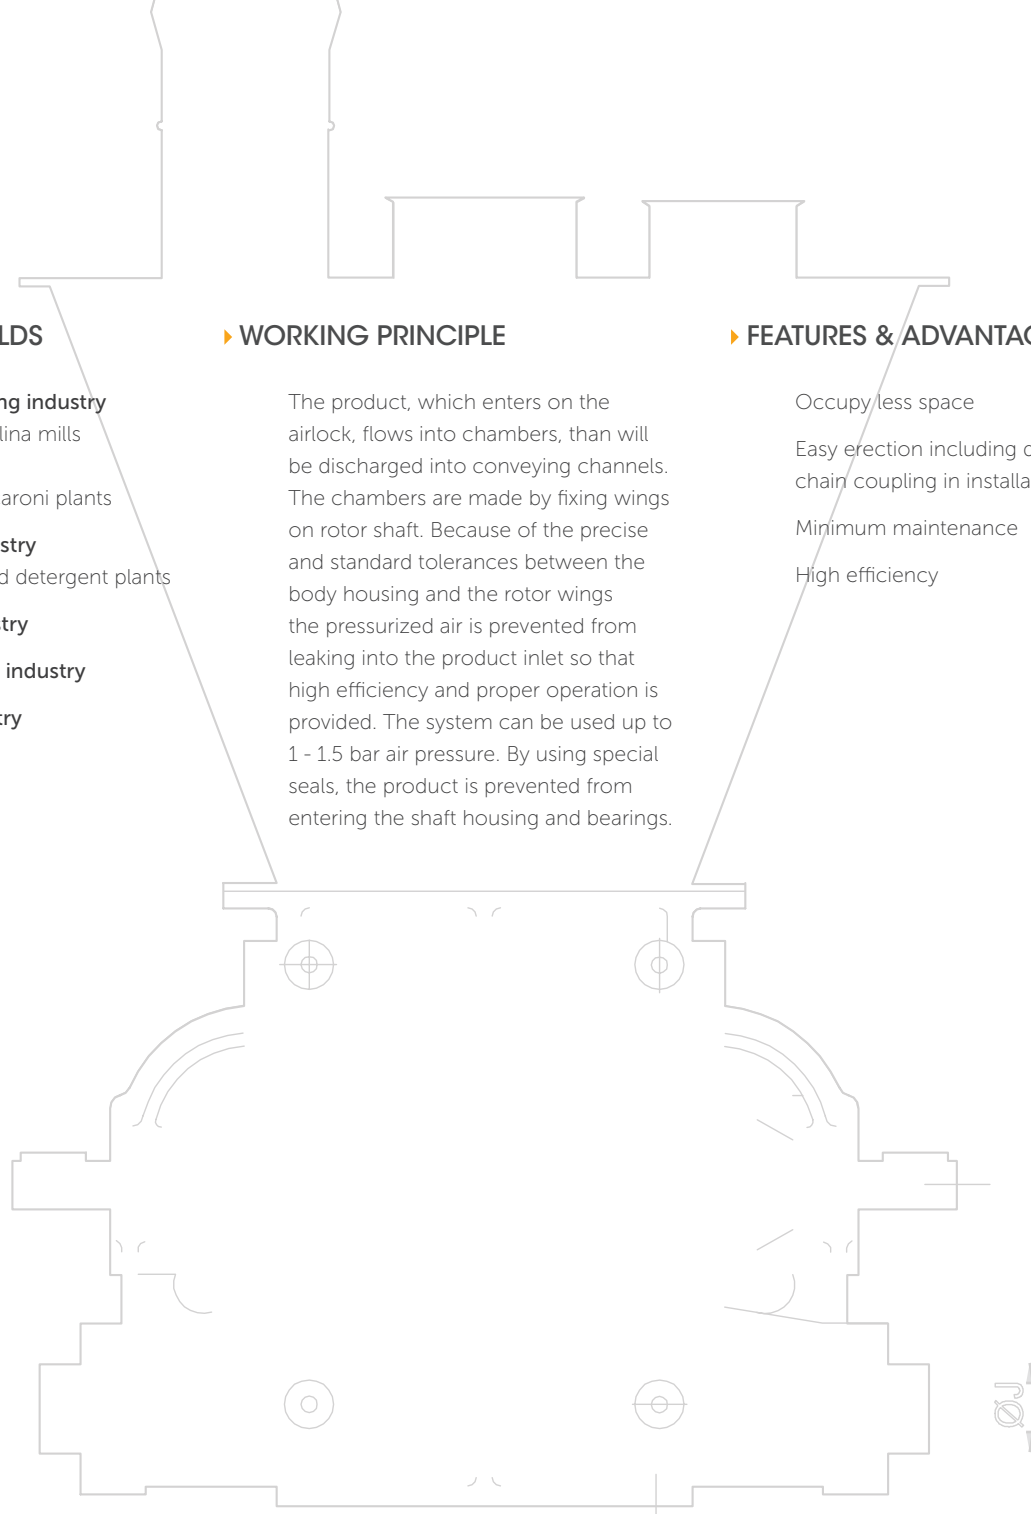 LDS
ng industry
lina mills
aroni plants
stry
d detergent plants
stry
industry
try
WORKING PRINCIPLE
The product, which enters on the
airlock, flows into chambers, than will
be discharged into conveying channels.
The chambers are made by fixing wings
on rotor shaft. Because of the precise
and standard tolerances between the
body housing and the rotor wings
the pressurized air is prevented from
leaking into the product inlet so that
high efficiency and proper operation is
provided. The system can be used up to
1 - 1.5 bar air pressure. By using special
seals, the product is prevented from
entering the shaft housing and bearings.
FEATURES & ADVANTAG
Occupy less space
Easy erection including
chain coupling in installa
Minimum maintenance
High efficiency
ØJ